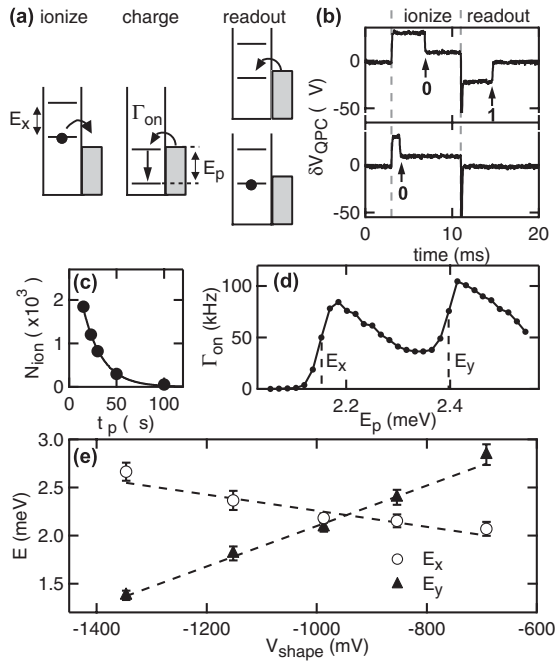 (a) ionize charge readout
E_x
Γ_on
E_p
(b) ionize readout
0
-50
0
1
0
-50
0
δV_QPC ( V)
0 10 20
time (ms)
(c)
2
1
0
N_ion ( x10^3)
0 50 100
t_p ( s)
(d)
100
50
0
Γ_on (kHz)
E_x
E_y
2.2 2.4
E_p (meV)
(e)
3.0
2.5
2.0
1.5
E (meV)
E_x
E_y
-1400 -1200 -1000 -800 -600
V_shape (mV)